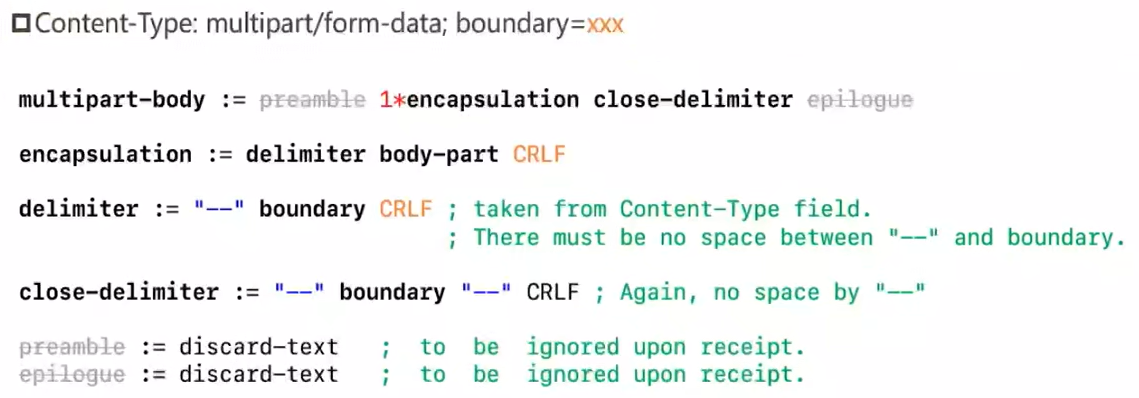 Content-Type: multipart/form-data; boundary=xxx
multipart-body := preamble 1*encapsulation close-delimiter epilogue
encapsulation := delimiter body-part CRLF
delimiter := "--" boundary CRLF ; taken from Content-Type field.
; There must be no space between "--" and boundary.
close-delimiter := "--" boundary "--" CRLF ; Again, no space by "--"
preamble := discard-text ; to be ignored upon receipt.
epilogue := discard-text ; to be ignored upon receipt.